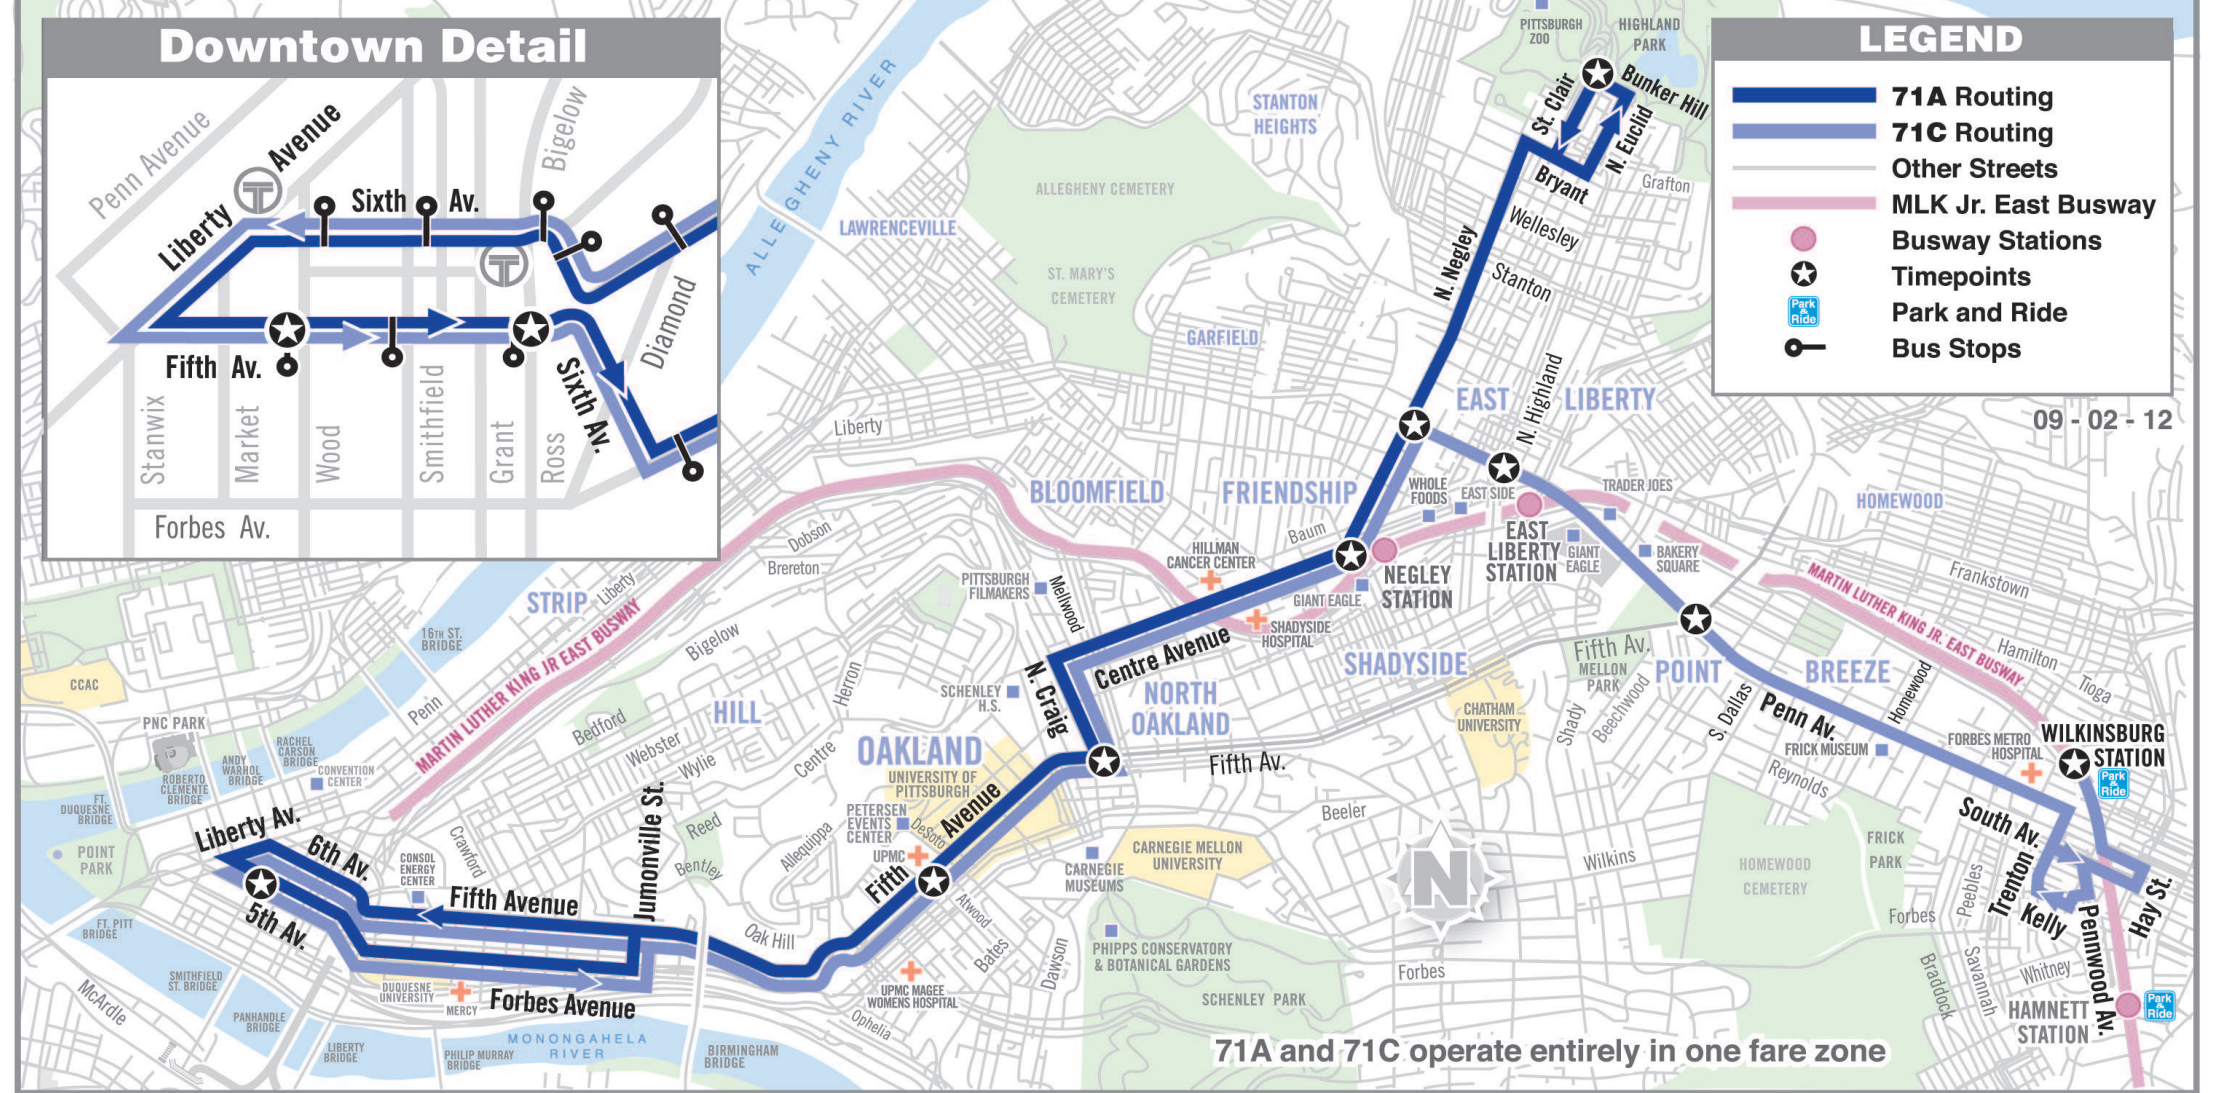 Downtown Detail
Penn Avenue
Liberty
Avenue
Sixth Av.
Bigelow
Diamond
Fifth Av.
Sixth Av.
Stanwix
Market
Wood
Smithfield
Grant
Ross
Forbes Av.
LEGEND
71A Routing
71C Routing
Other Streets
MLK Jr. East Busway
Busway Stations
Timepoints
Park & Ride
Park and Ride
Bus Stops
09 - 02 - 12
PITTSBURGH
ZOO
HIGHLAND
PARK
St. Clair
Bunker Hill
N. Euclid
Bryant
Grafton
Wellesley
Stanton
N. Negley
STANTON
HEIGHTS
ALLEGHENY RIVER
ALLEGHENY CEMETERY
LAWRENCEVILLE
ST. MARY'S
CEMETERY
GARFIELD
EAST LIBERTY
N. Highland
Liberty
BLOOMFIELD
FRIENDSHIP
WHOLE
FOODS
EAST SIDE
TRADER JOES
HOMEWOOD
Baum
EAST
LIBERTY
STATION
GIANT
EAGLE
BAKERY
SQUARE
Dobson
Brereton
HILLMAN
CANCER CENTER
NEGLEY
STATION
GIANT EAGLE
PITTSBURGH
FILMAKERS
Mellwood
MARTIN LUTHER KING JR. EAST BUSWAY
Frankstown
STRIP
Liberty
16TH ST.
BRIDGE
MARTIN LUTHER KING JR EAST BUSWAY
Bigelow
SHADYSIDE
HOSPITAL
Centre Avenue
SHADYSIDE
Fifth Av.
MELLON
PARK
POINT BREEZE
Hamilton
Tioga
Homewood
CCAC
Penn
HILL
Herron
SCHENLEY
H.S.
N. Craig
NORTH
OAKLAND
CHATHAM
UNIVERSITY
Shady
Beechwood
S. Dallas
Penn Av.
FRICK MUSEUM
FORBES METRO
HOSPITAL
WILKINSBURG
STATION
Park & Ride
PNC PARK
RACHEL
CARSON
BRIDGE
ANDY
WARHOL
BRIDGE
ROBERTO
CLEMENTE
BRIDGE
CONVENTION
CENTER
Bedford
Webster
Wylie
Centre
OAKLAND
UNIVERSITY OF
PITTSBURGH
Fifth Av.
Reynolds
FT.
DUQUESNE
BRIDGE
Jumonville St.
Reed
PETERSEN
EVENTS
CENTER
DeSoto
Fifth Avenue
Beeler
South Av.
FRICK
PARK
Liberty Av.
6th Av.
Crawford
CONSOL
ENERGY
CENTER
Bentley
Allequippa
UPMC
CARNEGIE
MUSEUMS
CARNEGIE MELLON
UNIVERSITY
N
Wilkins
HOMEWOOD
CEMETERY
POINT
PARK
5th Av.
Fifth Avenue
Oak Hill
Atwood
Bates
Dawson
PHIPPS CONSERVATORY
& BOTANICAL GARDENS
Forbes
Forbes
Peebles
Trenton
Kelly
Pennwood Av.
Hay St.
FT. PITT
BRIDGE
SMITHFIELD
ST. BRIDGE
McArdle
DUQUESNE
UNIVERSITY
MERCY
Forbes Avenue
UPMC MAGEE
WOMENS HOSPITAL
SCHENLEY PARK
Braddock
Savannah
Whitney
HAMNETT
STATION
Park & Ride
PANHANDLE
BRIDGE
LIBERTY
BRIDGE
MONONGAHELA
RIVER
PHILIP MURRAY
BRIDGE
BIRMINGHAM
BRIDGE
Ophelia
71A and 71C operate entirely in one fare zone